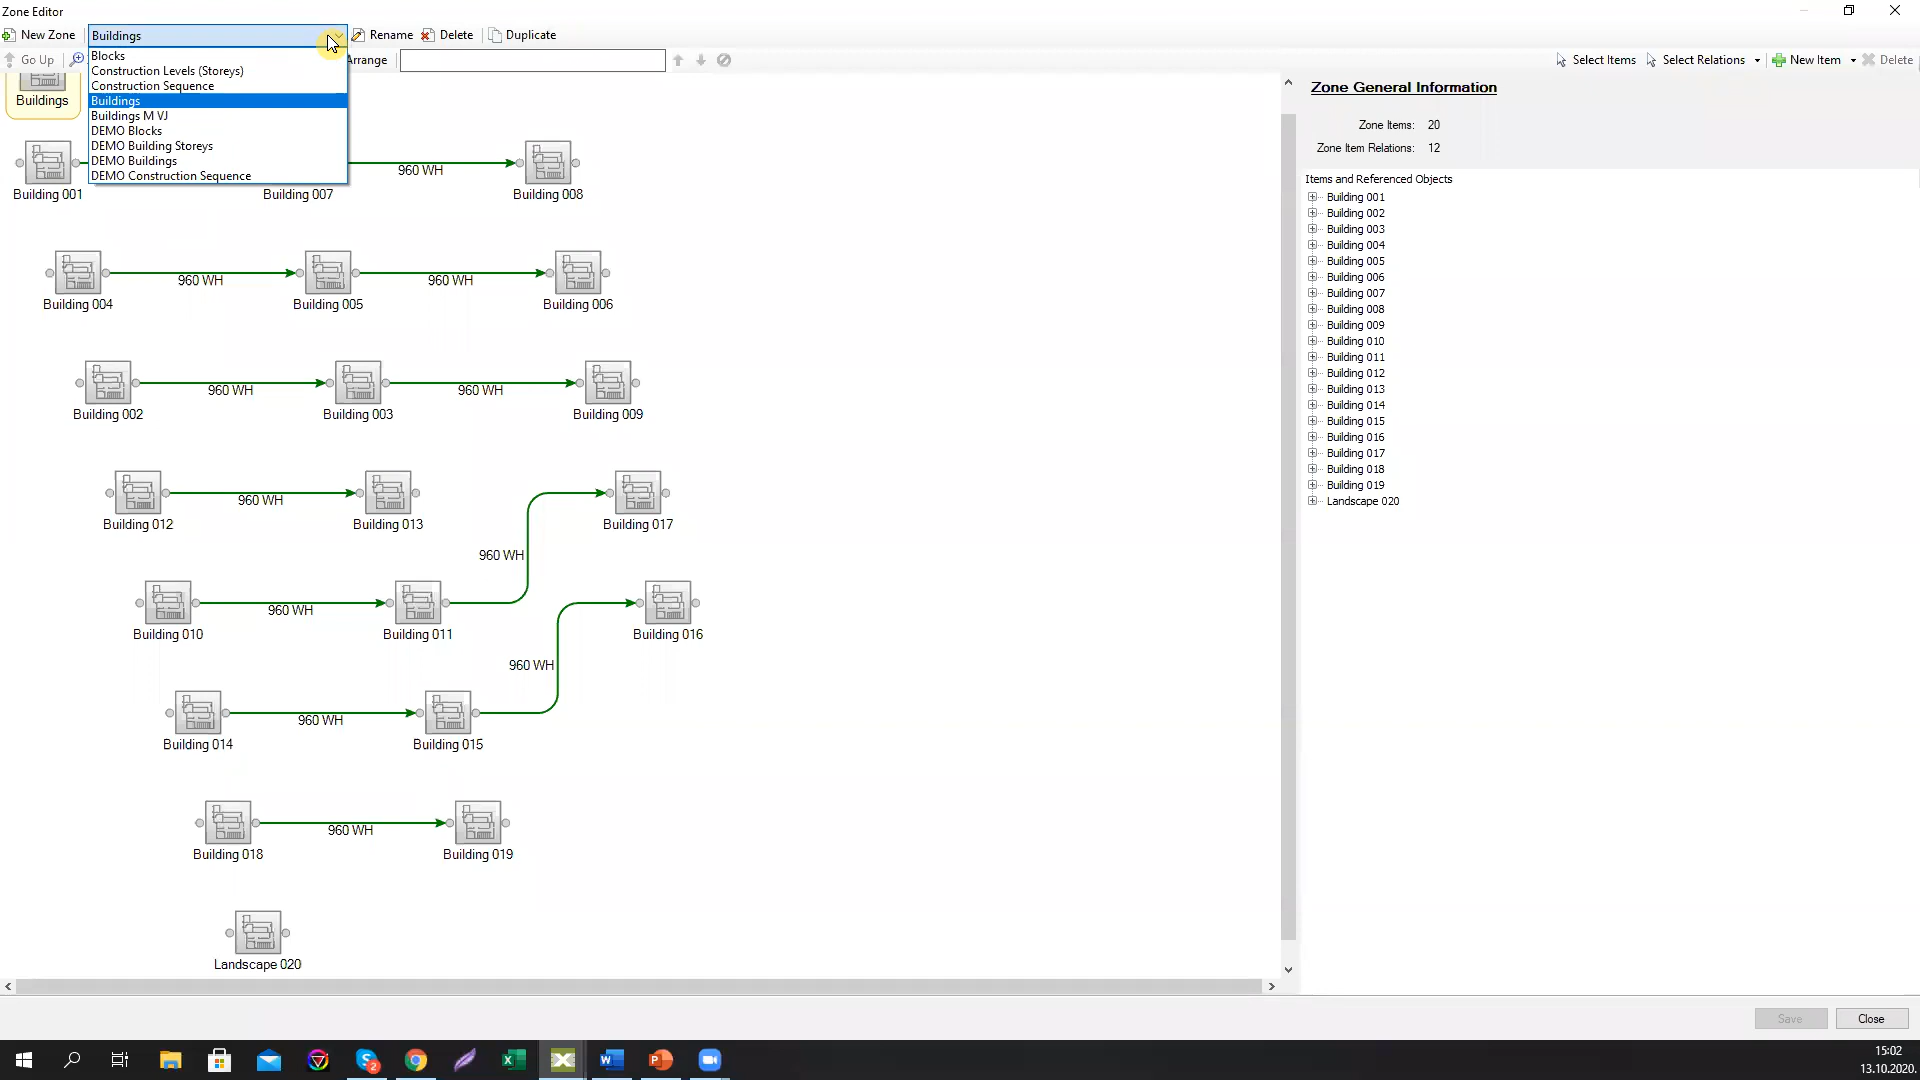 Zone Editor
New Zone
Buildings
Rename
Delete
Duplicate
Go Up
Arrange
Select Items
Select Relations
New Item
Delete
Blocks
Construction Levels (Storeys)
Construction Sequence
Buildings
Buildings M VJ
DEMO Blocks
DEMO Building Storeys
DEMO Buildings
DEMO Construction Sequence
Buildings
960 WH
Building 001
Building 007
Building 008
960 WH
960 WH
Building 004
Building 005
Building 006
960 WH
960 WH
Building 002
Building 003
Building 009
960 WH
Building 012
Building 013
Building 017
960 WH
960 WH
Building 010
Building 011
Building 016
960 WH
960 WH
Building 014
Building 015
960 WH
Building 018
Building 019
Landscape 020
Zone General Information
Zone Items: 20
Zone Item Relations: 12
Items and Referenced Objects
Building 001
Building 002
Building 003
Building 004
Building 005
Building 006
Building 007
Building 008
Building 009
Building 010
Building 011
Building 012
Building 013
Building 014
Building 015
Building 016
Building 017
Building 018
Building 019
Landscape 020
Save
Close
15:02
13.10.2020.